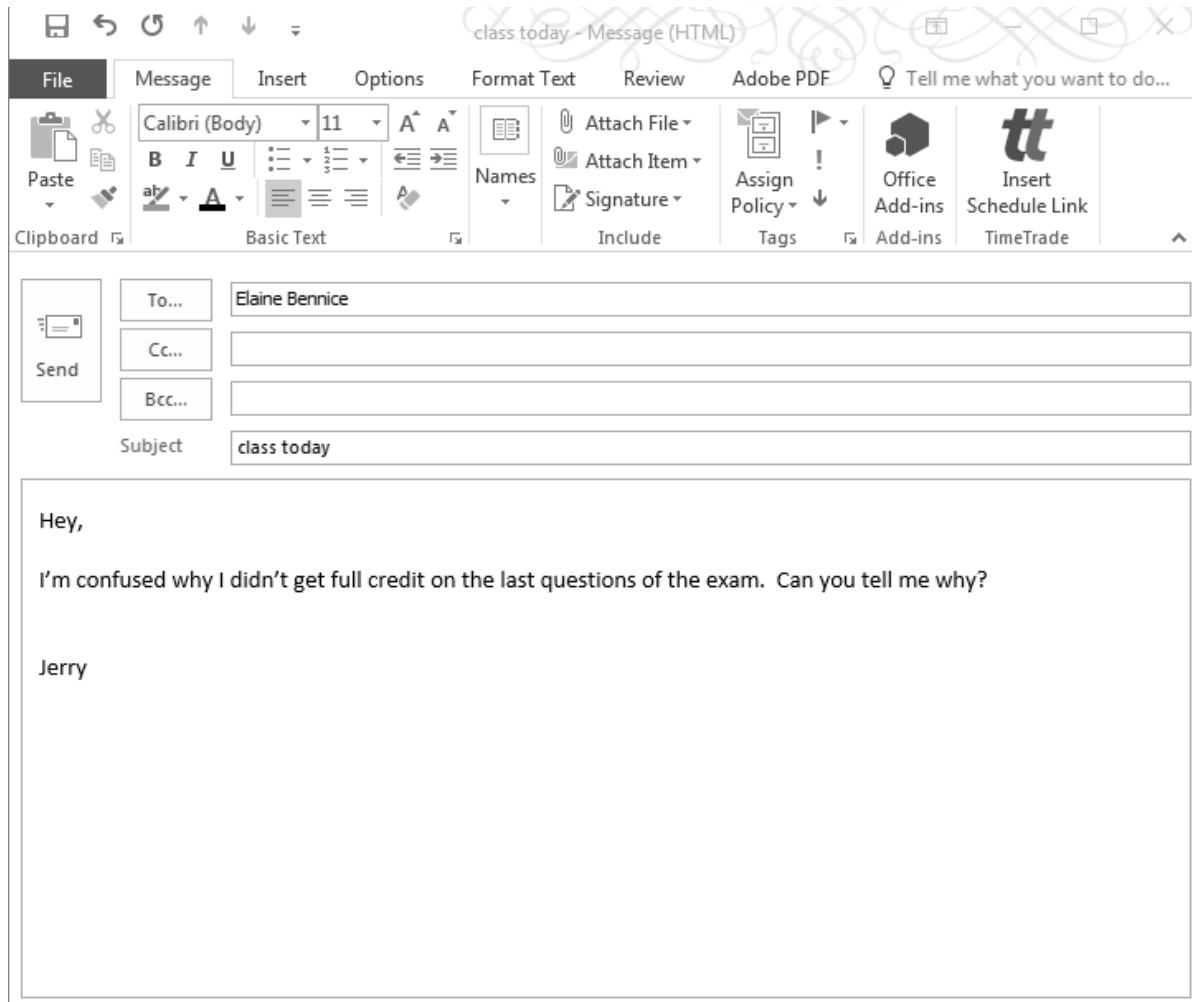 class today - Message (HTML)
File Message Insert Options Format Text Review Adobe PDF Tell me what you want to do...
Calibri (Body) 11 A A Attach File
B I U Attach Item
Paste Names Assign Office Insert
aby A Signature Policy Add-ins Schedule Link
Clipboard Basic Text Include Tags Add-ins TimeTrade
To... Elaine Bennice
Cc...
Send
Bcc...
Subject class today
Hey,
I'm confused why I didn't get full credit on the last questions of the exam.  Can you tell me why?
Jerry